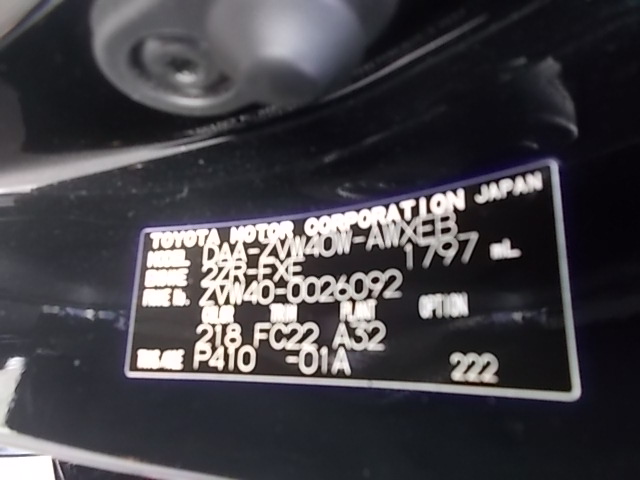 TOYOTA MOTOR CORPORATION JAPAN
MODEL DAA-ZVW40W-AWXEB
ENGINE 2ZR-FXE 1797 mL
FRAME No. ZVW40-0026092
COLOR TRIM PLANT OPTION
218 FC22 A32
TRANS/AXLE P410 -01A 222